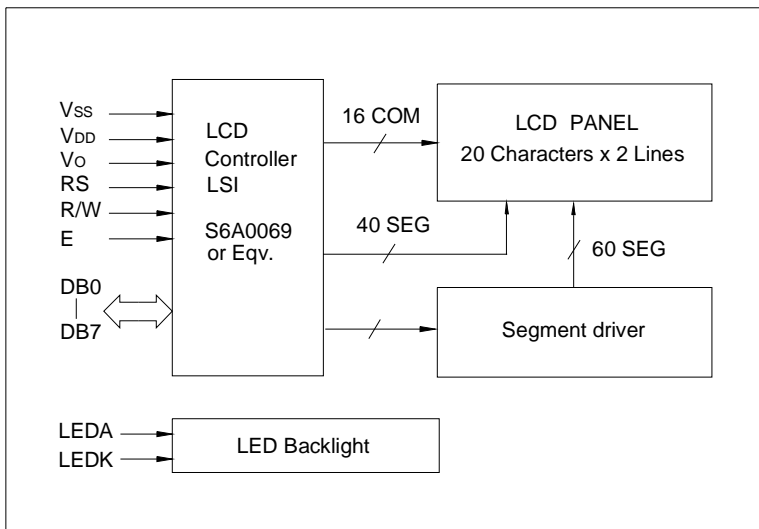 Vss
VDD
Vo
RS
R/W
E
DB0
DB7
LCD
Controller
LSI
S6A0069
or Eqv.
16 COM
40 SEG
LCD PANEL
20 Characters x 2 Lines
60 SEG
Segment driver
LEDA
LEDK
LED Backlight